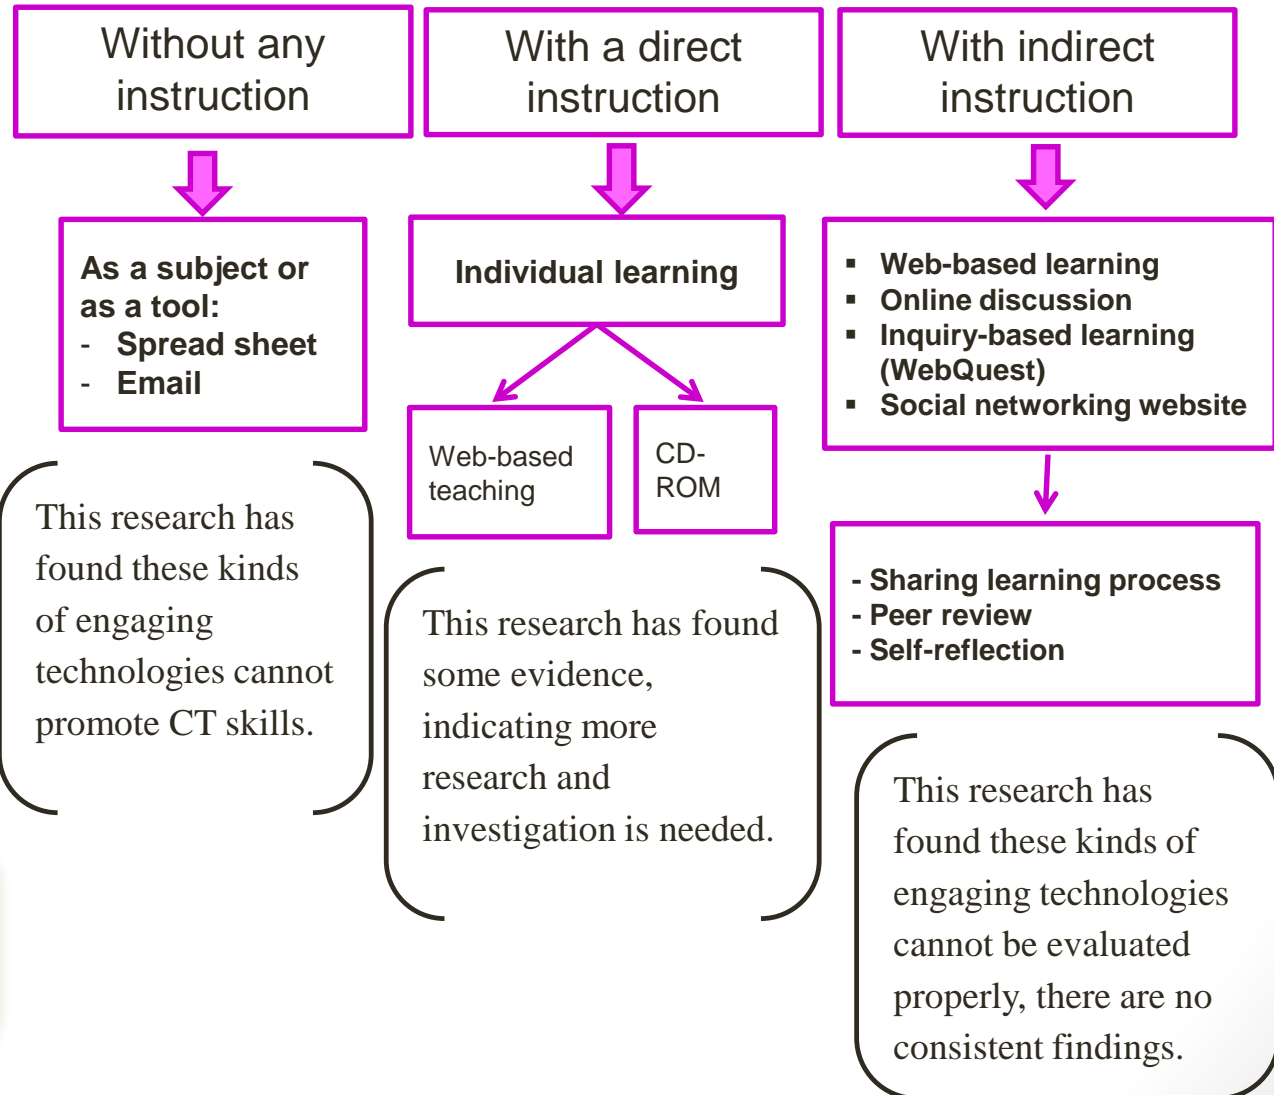 Without any
instruction
With a direct
instruction
With indirect
instruction
As a subject or
as a tool:
- Spread sheet
- Email
Individual learning
Web-based
teaching
CD-
ROM
▪ Web-based learning
▪ Online discussion
▪ Inquiry-based learning
(WebQuest)
▪ Social networking website
- Sharing learning process
- Peer review
- Self-reflection
This research has
found these kinds
of engaging
technologies cannot
promote CT skills.
This research has found
some evidence,
indicating more
research and
investigation is needed.
This research has
found these kinds of
engaging technologies
cannot be evaluated
properly, there are no
consistent findings.